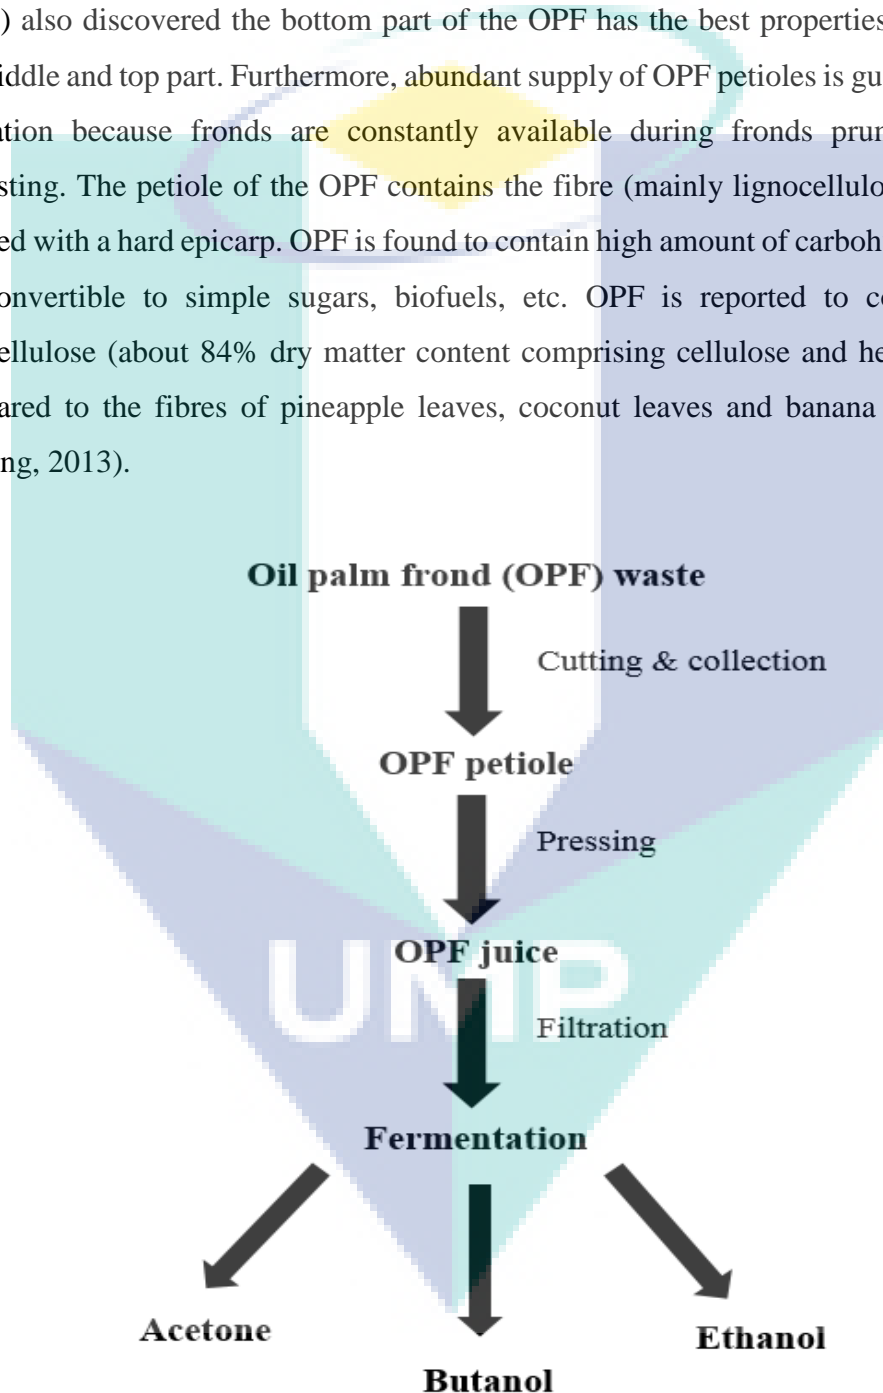 ) also discovered the bottom part of the OPF has the best properties
iddle and top part. Furthermore, abundant supply of OPF petioles is gu
tion because fronds are constantly available during fronds prun
sting. The petiole of the OPF contains the fibre (mainly lignocellulo
ed with a hard epicarp. OPF is found to contain high amount of carboh
onvertible to simple sugars, biofuels, etc. OPF is reported to co
cellulose (about 84% dry matter content comprising cellulose and he
ared to the fibres of pineapple leaves, coconut leaves and banana
ng, 2013).
Oil palm frond (OPF) waste
Cutting & collection
OPF petiole
Pressing
UMP
OPF juice
Filtration
Fermentation
Acetone
Ethanol
Butanol